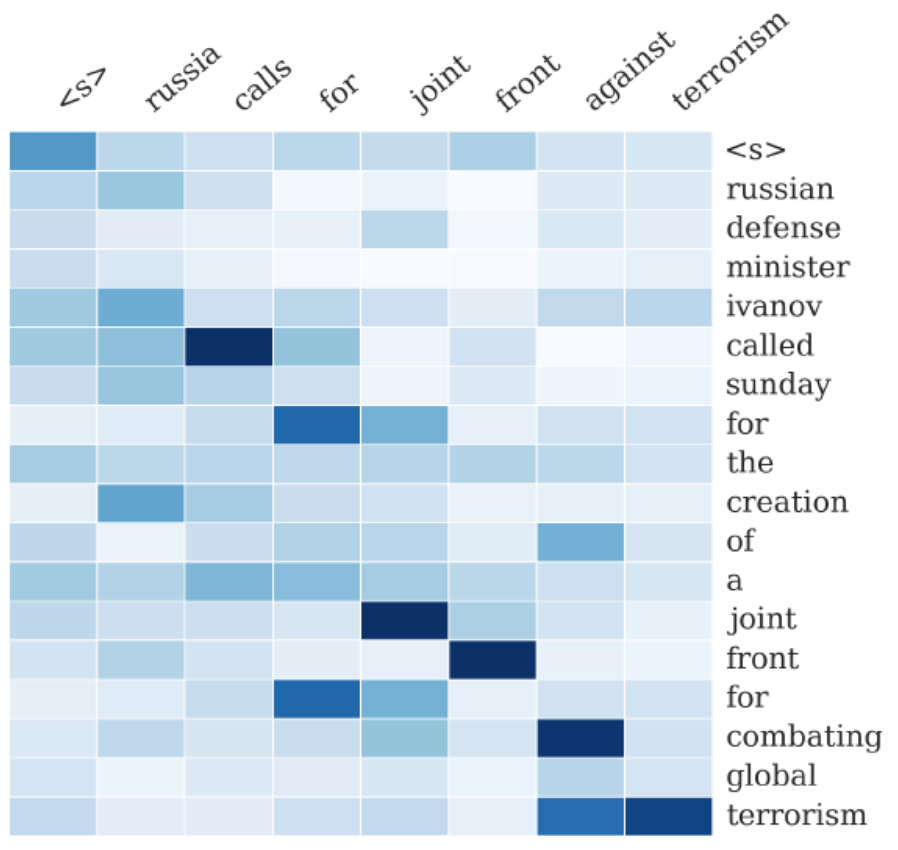 <s> russia calls for joint front against terrorism
<s>
russian
defense
minister
ivanov
called
sunday
for
the
creation
of
a
joint
front
for
combating
global
terrorism